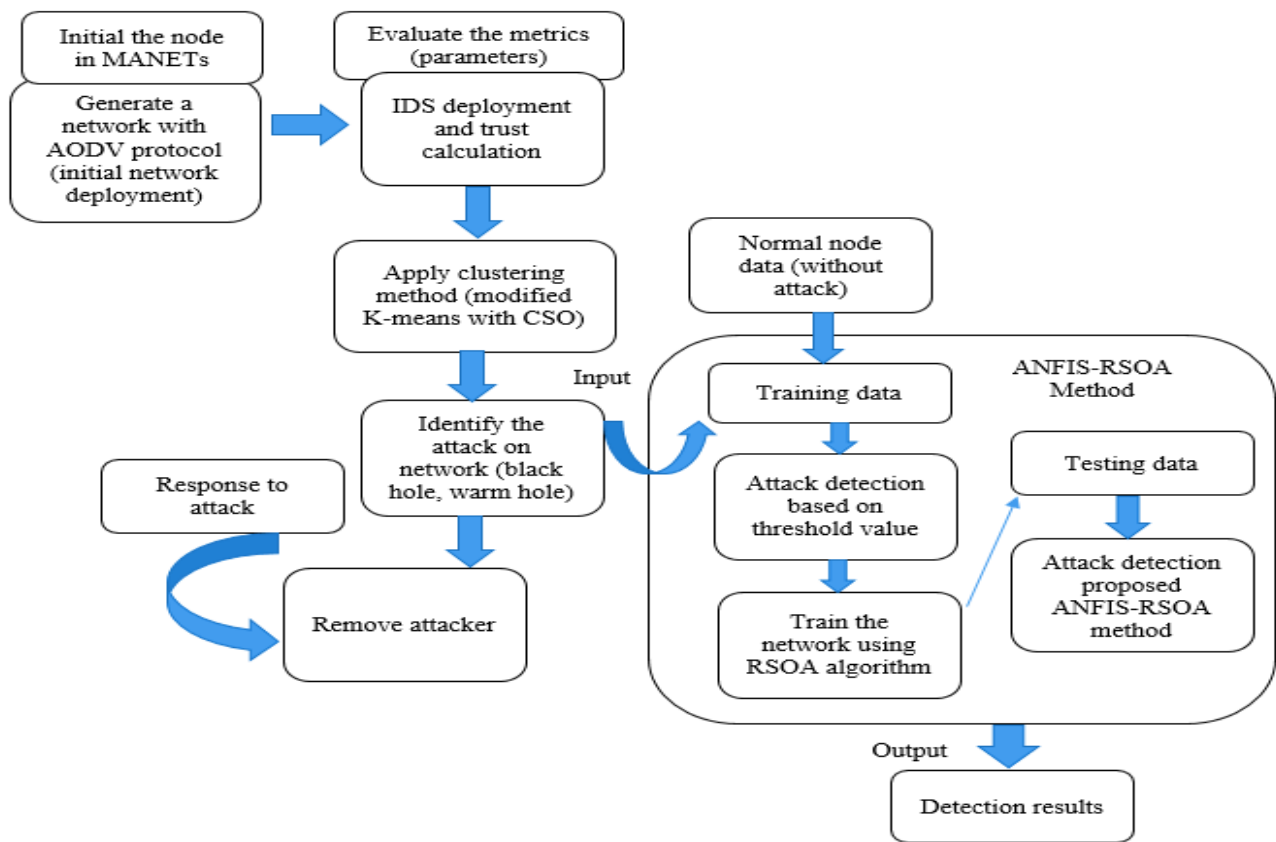 Initial the node
in MANETs
Generate a
network with
AODV protocol
(initial network
deployment)
Evaluate the metrics
(parameters)
IDS deployment
and trust
calculation
Apply clustering
method (modified
K-means with CSO)
Identify the
attack on
network (black
hole, warm hole)
Response to
attack
Remove attacker
Input
Normal node
data (without
attack)
ANFIS-RSOA
Method
Training data
Attack detection
based on
threshold value
Train the
network using
RSOA algorithm
Testing data
Attack detection
proposed
ANFIS-RSOA
method
Output
Detection results